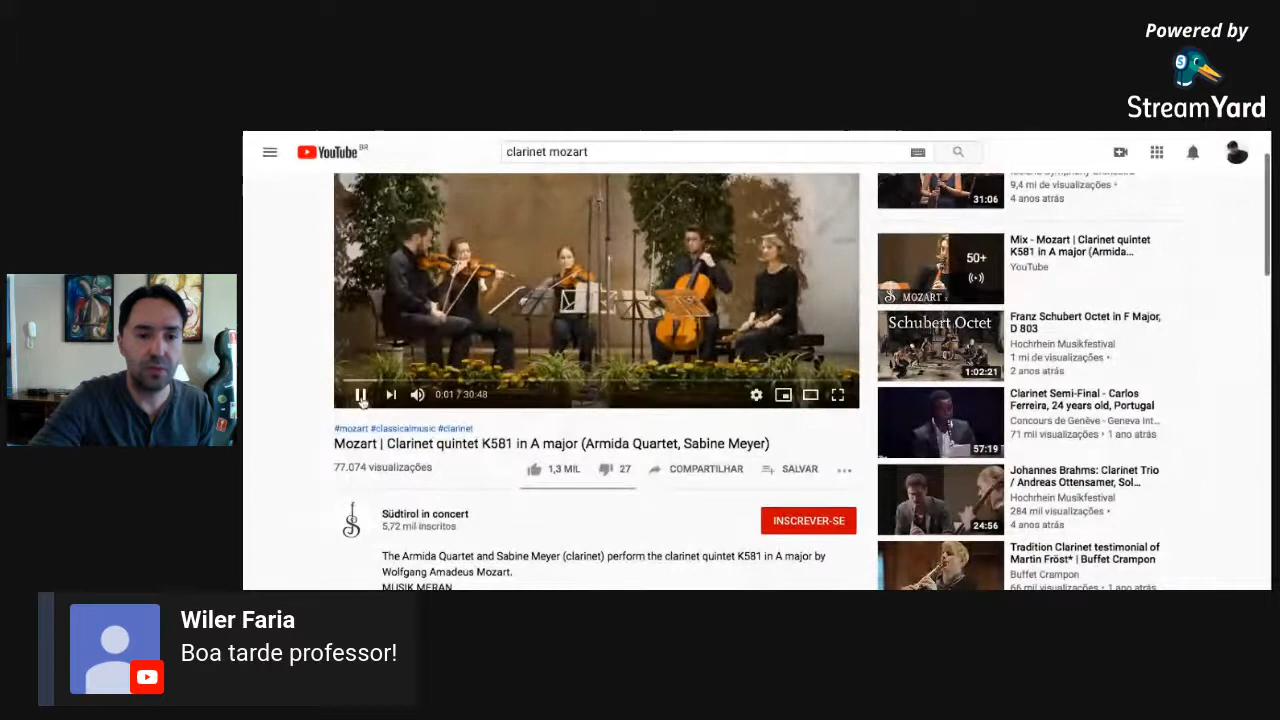 Powered by
StreamYard
YouTube BR
clarinet mozart
31:06
9,4 mi de visualizações •
4 anos atrás
50+
MOZART
Mix - Mozart | Clarinet quintet
K581 in A major (Armida...
YouTube
Schubert Octet
1:02:21
Franz Schubert Octet in F Major,
D 803
Hochrhein Musikfestival
1 mi de visualizações •
2 anos atrás
57:19
Clarinet Semi-Final - Carlos
Ferreira, 24 years old, Portugal
Concours de Genève - Geneva Int...
71 mil visualizações • 1 ano atrás
24:56
Johannes Brahms: Clarinet Trio
/ Andreas Ottensamer, Sol...
Hochrhein Musikfestival
284 mil visualizações •
4 anos atrás
Tradition Clarinet testimonial of
Martin Fröst* | Buffet Crampon
Buffet Crampon
66 mil visualizações • 1 ano atrás
0:01 / 30:48
#mozart #classicalmusic #clarinet
Mozart | Clarinet quintet K581 in A major (Armida Quartet, Sabine Meyer)
77.074 visualizações
1,3 MIL
27
COMPARTILHAR
SALVAR
Südtirol in concert
5,72 mil inscritos
INSCREVER-SE
The Armida Quartet and Sabine Meyer (clarinet) perform the clarinet quintet K581 in A major by
Wolfgang Amadeus Mozart.
MUSIK MERAN
Wiler Faria
Boa tarde professor!